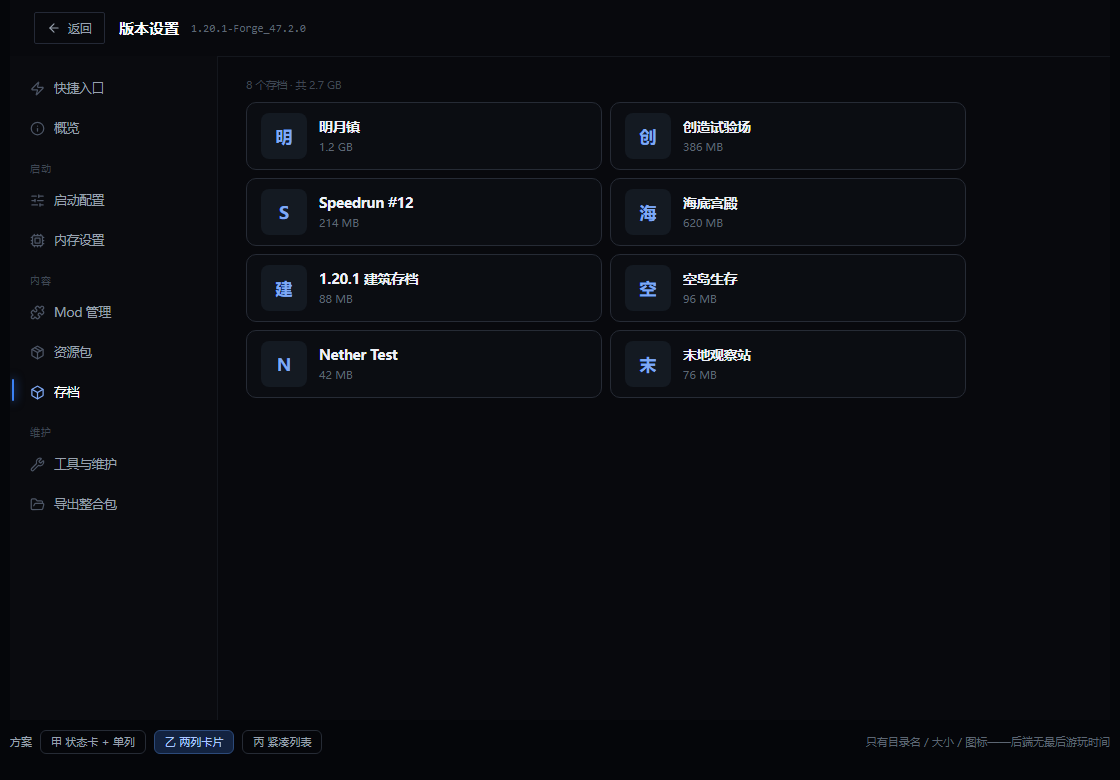 返回 版本设置 1.20.1-Forge_47.2.0
快捷入口
概览
启动
启动配置
内存设置
内容
Mod 管理
资源包
存档
维护
工具与维护
导出整合包
8 个存档 · 共 2.7 GB
明
明月镇
1.2 GB
创
创造试验场
386 MB
S
Speedrun #12
214 MB
海
海底宫殿
620 MB
建
1.20.1 建筑存档
88 MB
空
空岛生存
96 MB
N
Nether Test
42 MB
末
末地观察站
76 MB
方案 甲 状态卡 + 单列 乙 两列卡片 丙 紧凑列表
只有目录名 / 大小 / 图标——后端无最后游玩时间